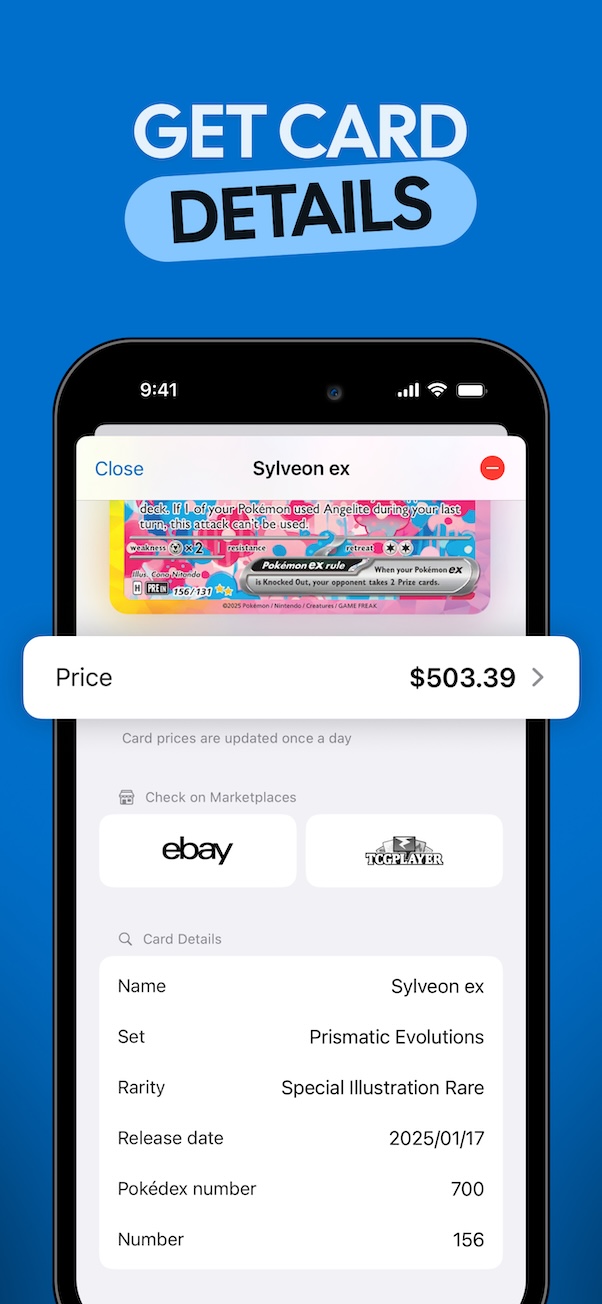 GET CARD
DETAILS
9:41
Close
Sylveon ex
deck. If 1 of your Pokémon used Angelite during your last
turn, this attack can't be used.
weakness ×2 resistance retreat
Pokémon ex rule When your Pokémon ex
is Knocked Out, your opponent takes 2 Prize cards.
Illus. Cona Nitanda
H PRE EN 156/131
©2025 Pokémon / Nintendo / Creatures / GAME FREAK
Price $503.39
Card prices are updated once a day
Check on Marketplaces
ebay TCGPLAYER
Card Details
Name Sylveon ex
Set Prismatic Evolutions
Rarity Special Illustration Rare
Release date 2025/01/17
Pokédex number 700
Number 156